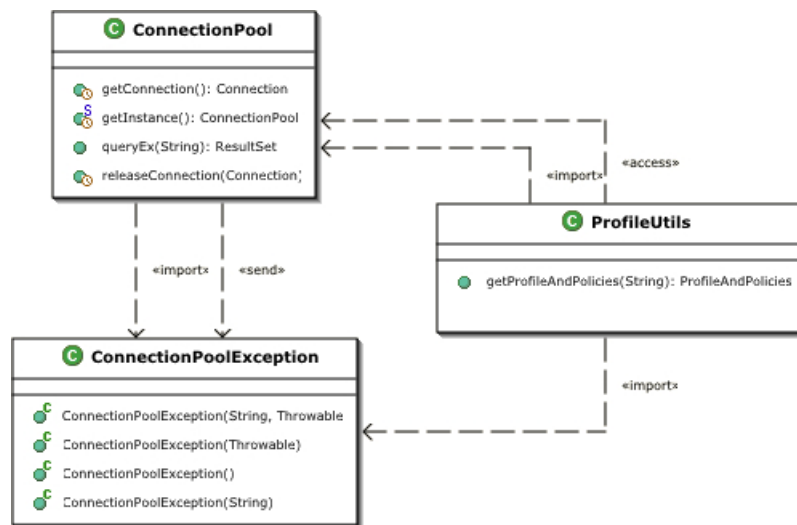 C ConnectionPool
getConnection(): Connection
S
getInstance(): ConnectionPool
queryEx(String): ResultSet
releaseConnection(Connection)
«access»
«import»
C ProfileUtils
getProfileAndPolicies(String): ProfileAndPolicies
«import» «send»
C ConnectionPoolException
C ConnectionPoolException(String, Throwable
C ConnectionPoolException(Throwable)
C ConnectionPoolException()
C ConnectionPoolException(String)
«import»